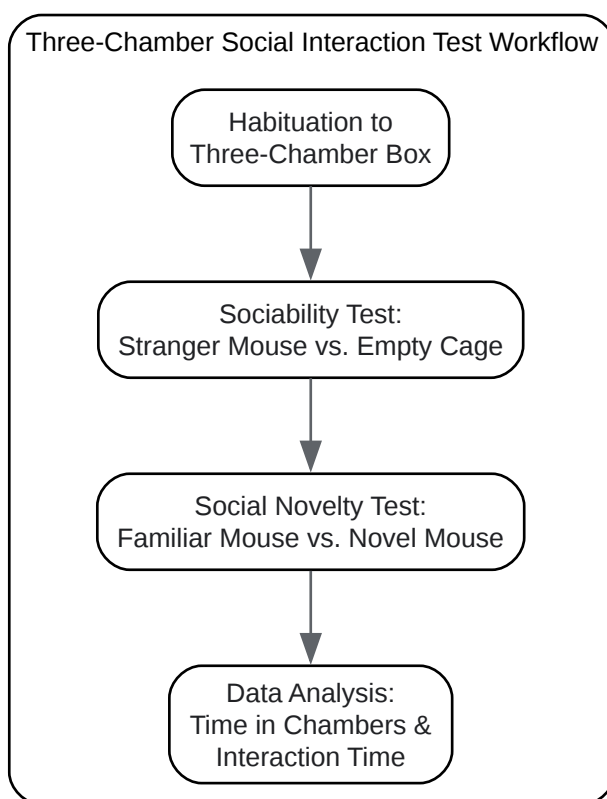 Three-Chamber Social Interaction Test Workflow
Habituation to
Three-Chamber Box
Sociability Test:
Stranger Mouse vs. Empty Cage
Social Novelty Test:
Familiar Mouse vs. Novel Mouse
Data Analysis:
Time in Chambers &
Interaction Time